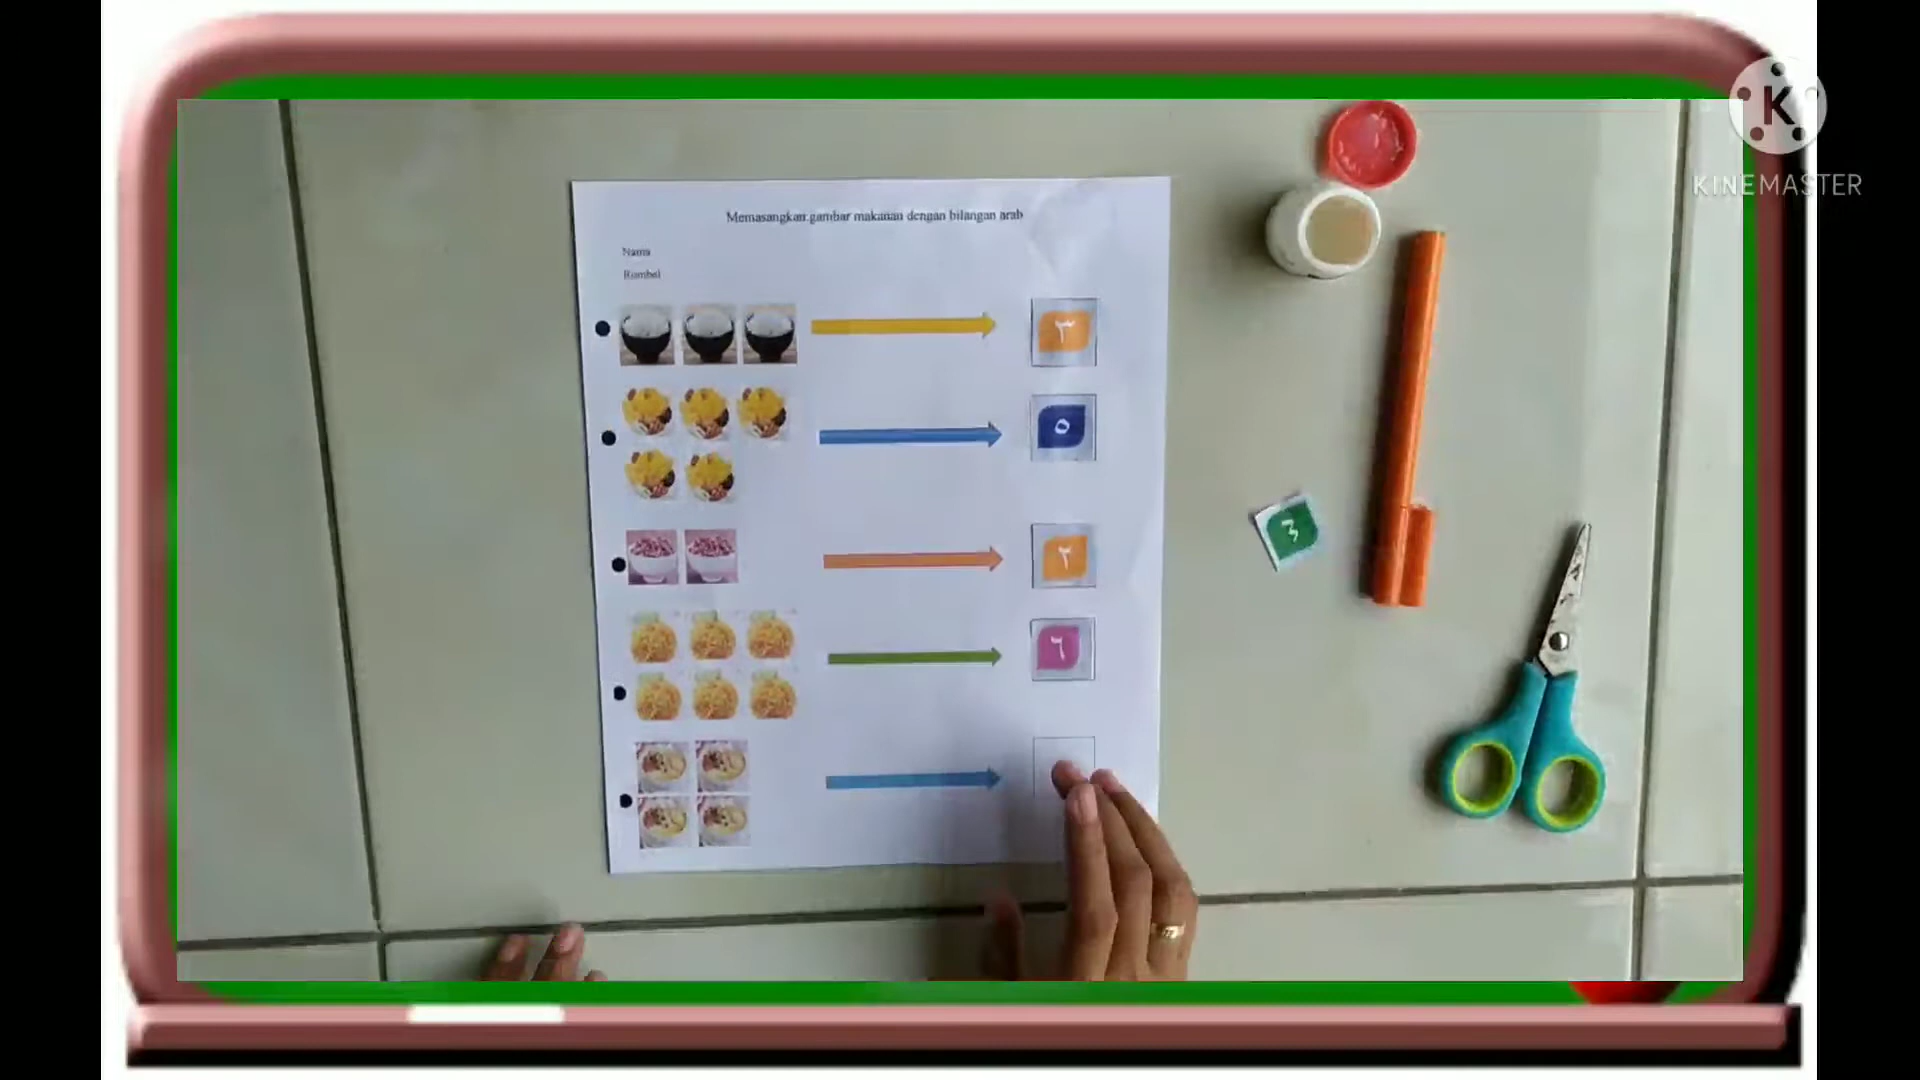 K
KINEMASTER
Memasangkan gambar makanan dengan bilangan arab
Nama
Rombel
٣
٥
٢
٦
٤